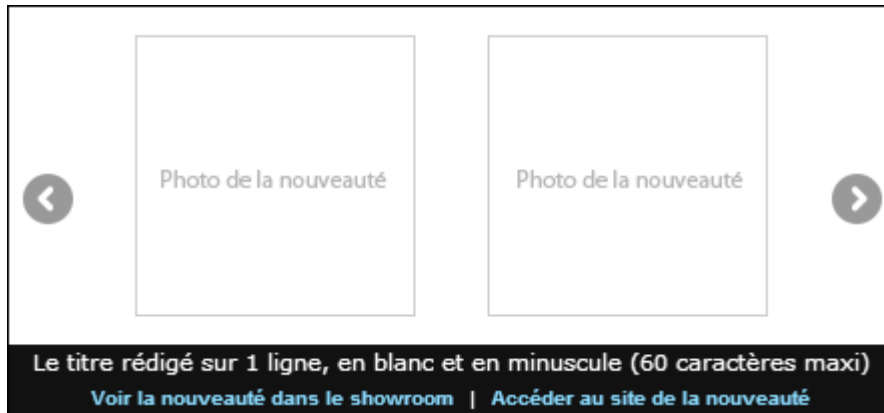 Photo de la nouveauté
Photo de la nouveauté
Le titre rédigé sur 1 ligne, en blanc et en minuscule (60 caractères maxi)
Voir la nouveauté dans le showroom | Accéder au site de la nouveauté